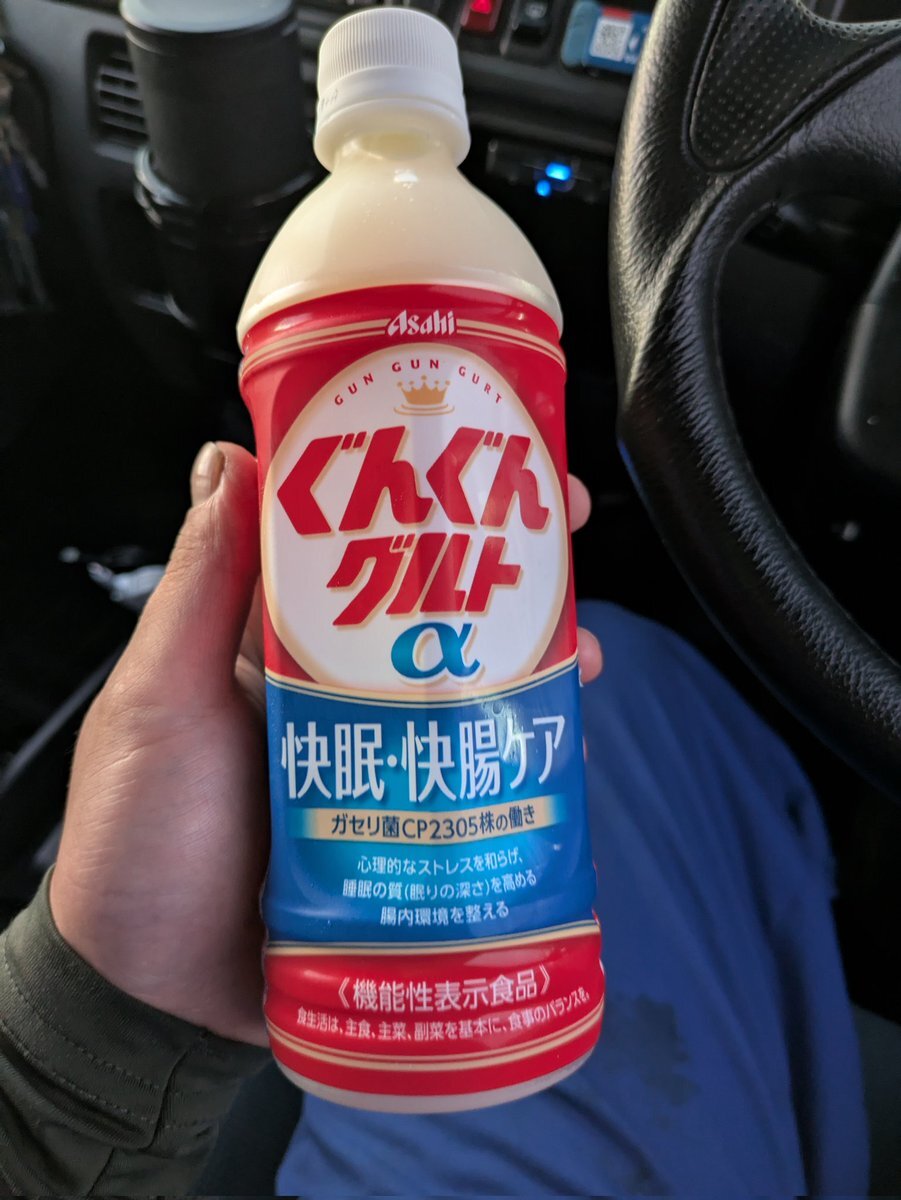 Asahi
GUN GUN GURT
ぐんぐん
グルト
α
快眠・快腸ケア
ガセリ菌CP2305株の働き
心理的なストレスを和らげ、
睡眠の質(眠りの深さ)を高める
腸内環境を整える
《機能性表示食品》
食生活は、主食、主菜、副菜を基本に、食事のバランスを。